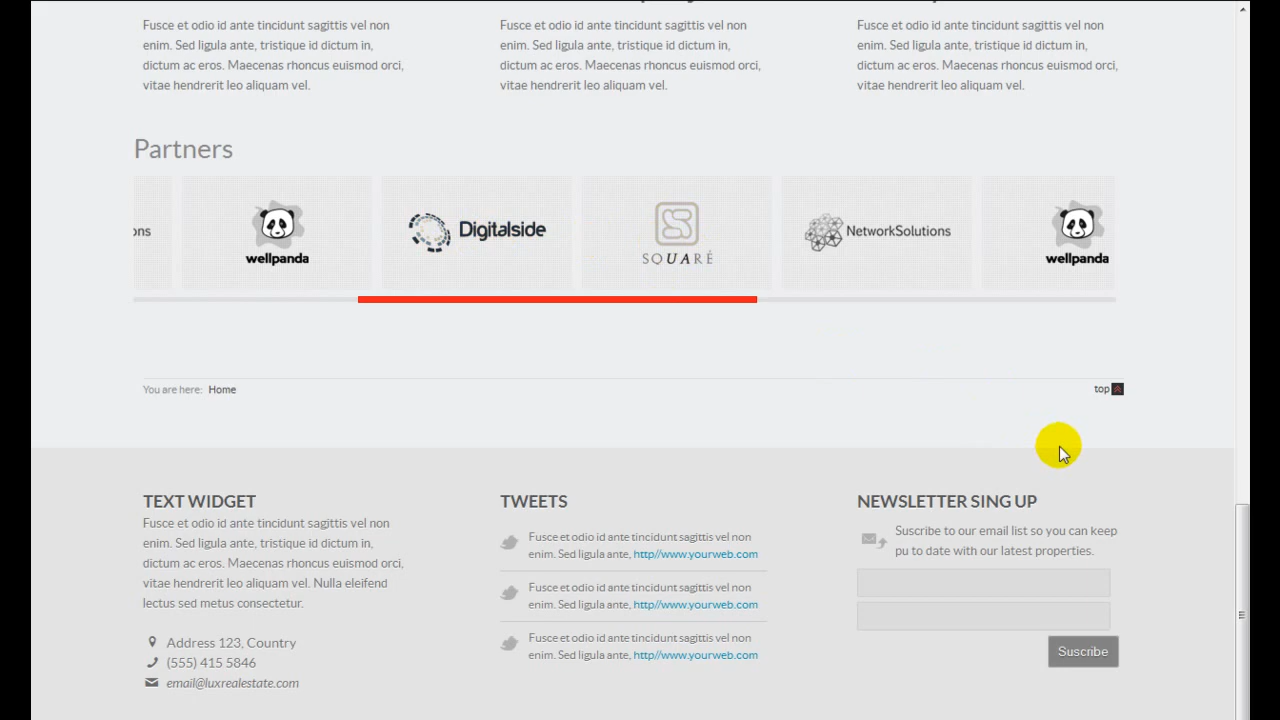 Fusce et odio id ante tincidunt sagittis vel non
enim. Sed ligula ante, tristique id dictum in,
dictum ac eros. Maecenas rhoncus euismod orci,
vitae hendrerit leo aliquam vel.
Fusce et odio id ante tincidunt sagittis vel non
enim. Sed ligula ante, tristique id dictum in,
dictum ac eros. Maecenas rhoncus euismod orci,
vitae hendrerit leo aliquam vel.
Fusce et odio id ante tincidunt sagittis vel non
enim. Sed ligula ante, tristique id dictum in,
dictum ac eros. Maecenas rhoncus euismod orci,
vitae hendrerit leo aliquam vel.
Partners
ons
wellpanda
Digitalside
SQUARÉ
NetworkSolutions
wellpanda
You are here: Home
top
TEXT WIDGET
Fusce et odio id ante tincidunt sagittis vel non
enim. Sed ligula ante, tristique id dictum in,
dictum ac eros. Maecenas rhoncus euismod orci,
vitae hendrerit leo aliquam vel. Nulla eleifend
lectus sed metus consectetur.
Address 123, Country
(555) 415 5846
email@luxrealestate.com
TWEETS
Fusce et odio id ante tincidunt sagittis vel non
enim. Sed ligula ante, http//www.yourweb.com
Fusce et odio id ante tincidunt sagittis vel non
enim. Sed ligula ante, http//www.yourweb.com
Fusce et odio id ante tincidunt sagittis vel non
enim. Sed ligula ante, http//www.yourweb.com
NEWSLETTER SING UP
Suscribe to our email list so you can keep
pu to date with our latest properties.
Suscribe